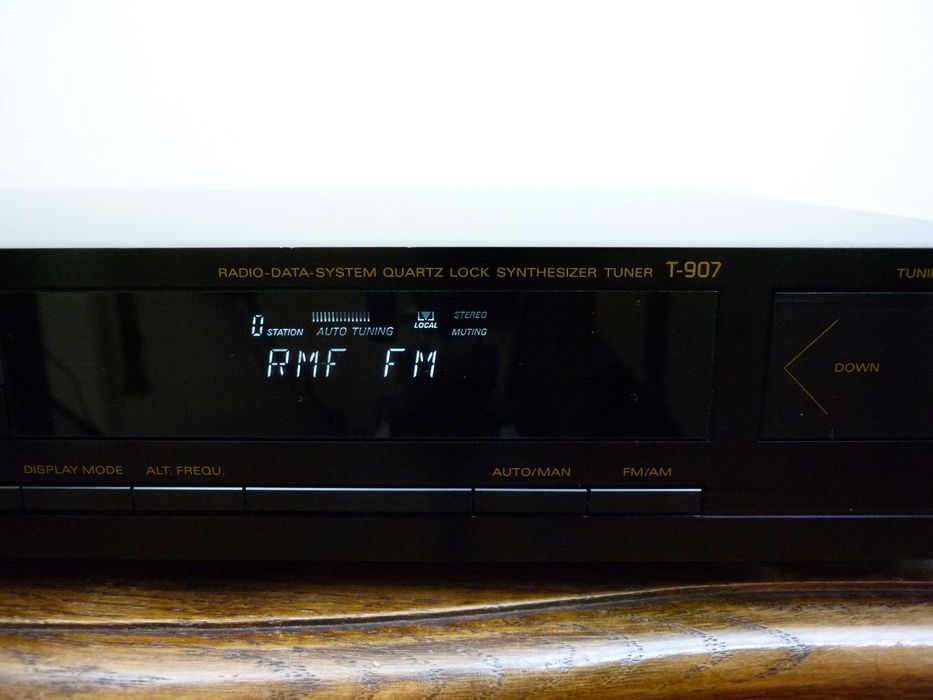 RADIO-DATA-SYSTEM QUARTZ LOCK SYNTHESIZER TUNER T-907
0 STATION AUTO TUNING LOCAL STEREO MUTING
RMF FM
DOWN
DISPLAY MODE ALT. FREQU. AUTO/MAN FM/AM